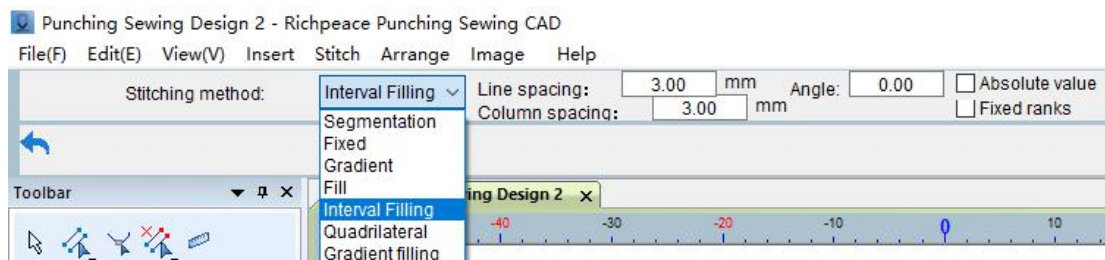 Punching Sewing Design 2 - Richpeace Punching Sewing CAD
File(F) Edit(E) View(V) Insert Stitch Arrange Image Help
Stitching method: Interval Filling Line spacing: 3.00 mm Angle: 0.00 Absolute value
Column spacing: 3.00 mm Fixed ranks
Segmentation
Fixed
Gradient
Fill
Interval Filling
Quadrilateral
Gradient filling
Toolbar
ing Design 2
-40 -30 -20 -10 0 10